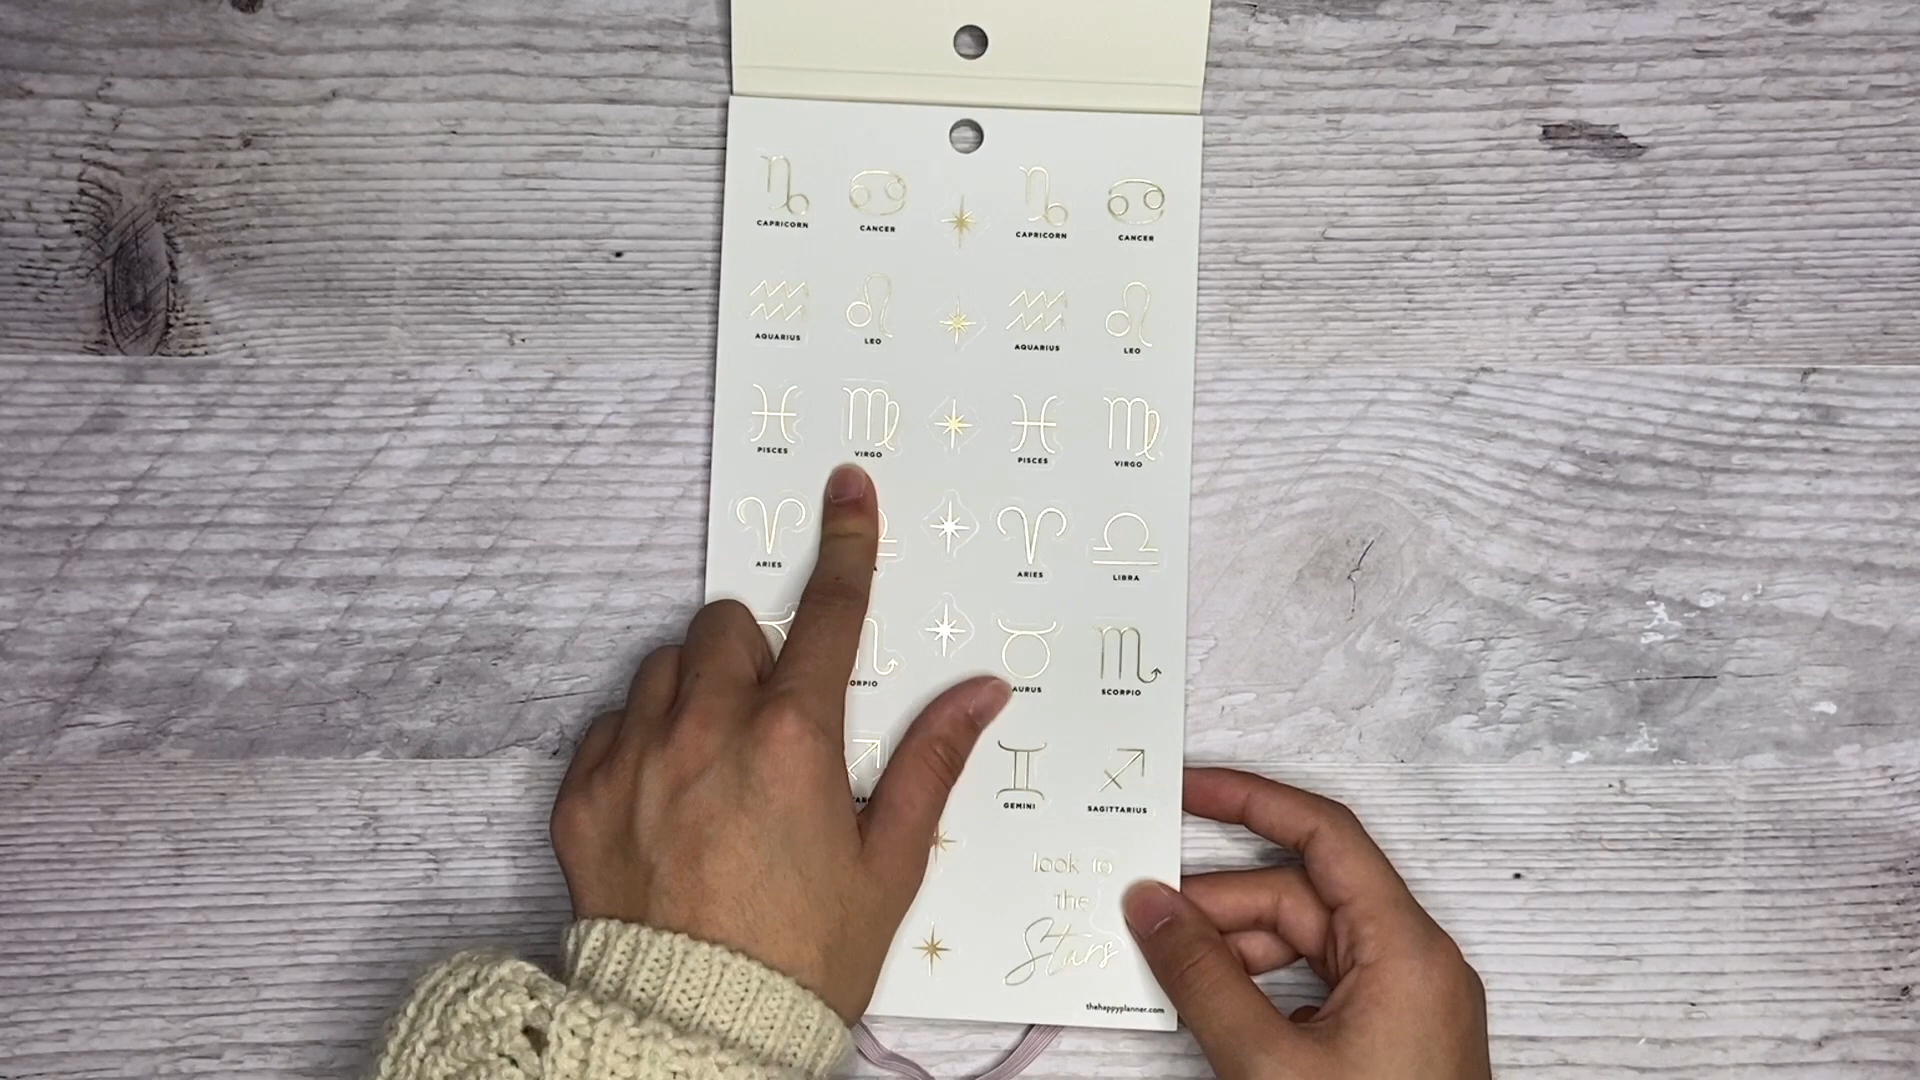 CAPRICORN CANCER CAPRICORN CANCER
AQUARIUS LEO AQUARIUS LEO
PISCES VIRGO PISCES VIRGO
ARIES ARIES LIBRA
SCORPIO
GEMINI SAGITTARIUS
look to
the
Stars
thehappyplanner.com